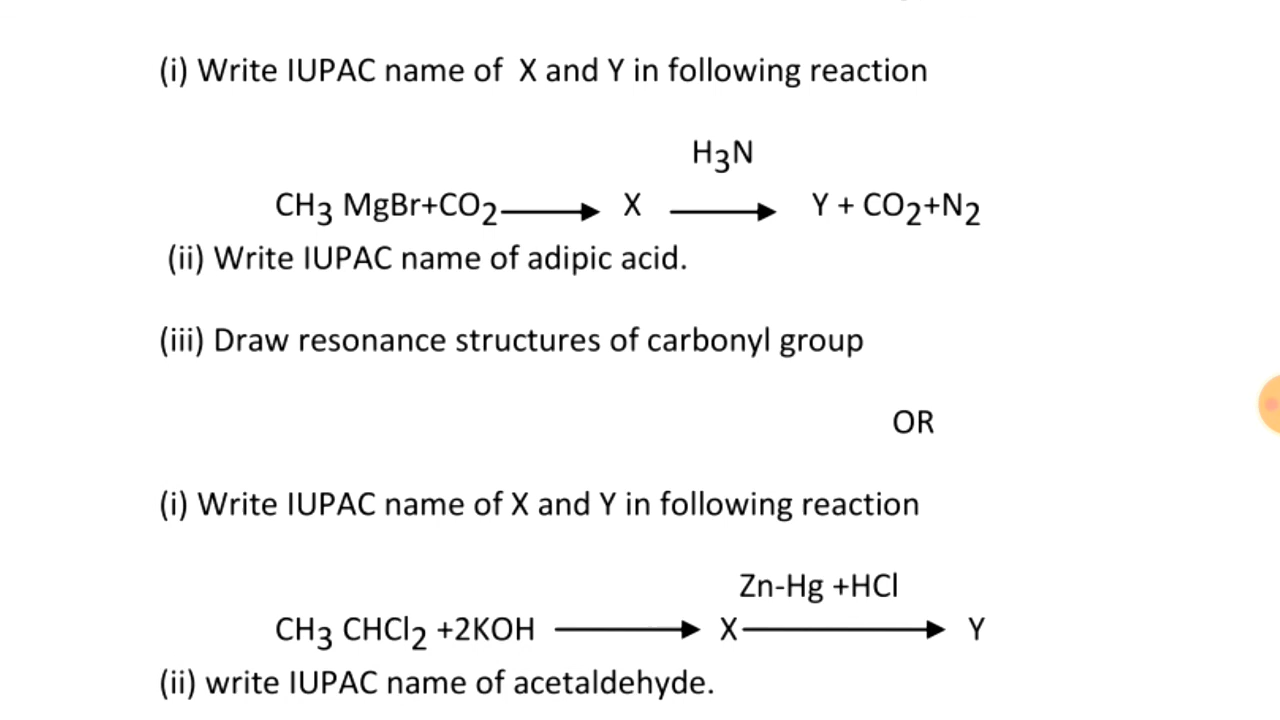 (i) Write IUPAC name of X and Y in following reaction
H3N
CH3 MgBr+CO2 X Y + CO2+N2
(ii) Write IUPAC name of adipic acid.
(iii) Draw resonance structures of carbonyl group
OR
(i) Write IUPAC name of X and Y in following reaction
Zn-Hg +HCl
CH3 CHCl2 +2KOH X Y
(ii) write IUPAC name of acetaldehyde.